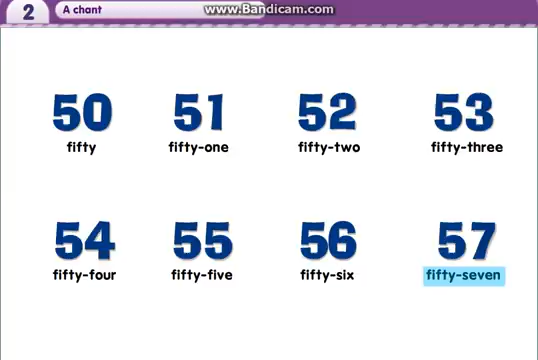 www.Bandicam.com
2 A chant
50 51 52 53
fifty fifty-one fifty-two fifty-three
54 55 56 57
fifty-four fifty-five fifty-six fifty-seven